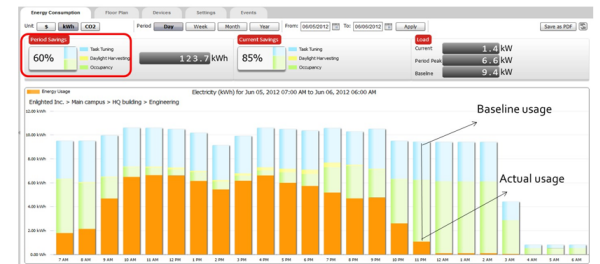 Energy Consumption Floor Plan Devices Settings Events
Unit $ kWh CO2 Period Day Week Month Year From: 06/05/2012 To: 06/06/2012 Apply Save as PDF
Period Savings Current Savings Load
60% Task Tuning Daylight Harvesting Occupancy 123.7 kWh 85% Task Tuning Daylight Harvesting Occupancy
Current 1.4 kW
Period Peak 6.6 kW
Baseline 9.4 kW
Energy Usage Electricity (kWh) for Jun 05, 2012 07:00 AM to Jun 06, 2012 06:00 AM
Enlighted Inc. > Main campus > HQ building > Engineering
12.00 kWh
Baseline usage
10.00 kWh
8.00 kWh
6.00 kWh
Actual usage
4.00 kWh
2.00 kWh
0.00 kWh
7 AM 8 AM 9 AM 10 AM 11 AM 12 PM 1 PM 2 PM 3 PM 4 PM 5 PM 6 PM 7 PM 8 PM 9 PM 10 PM 11 PM 12 AM 1 AM 2 AM 3 AM 4 AM 5 AM 6 AM